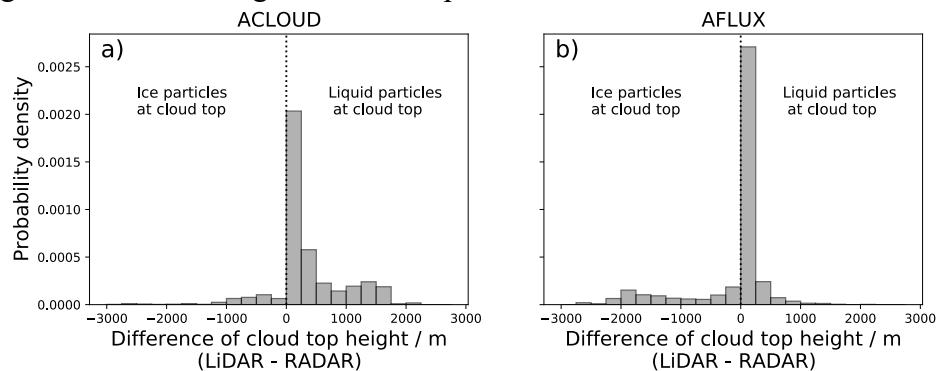 ACLOUD
a)
Ice particles
at cloud top
Liquid particles
at cloud top
Probability density
0.0025
0.0020
0.0015
0.0010
0.0005
0.0000
−3000 −2000 −1000 0 1000 2000 3000
Difference of cloud top height / m
(LiDAR - RADAR)
AFLUX
b)
Ice particles
at cloud top
Liquid particles
at cloud top
−3000 −2000 −1000 0 1000 2000 3000
Difference of cloud top height / m
(LiDAR - RADAR)